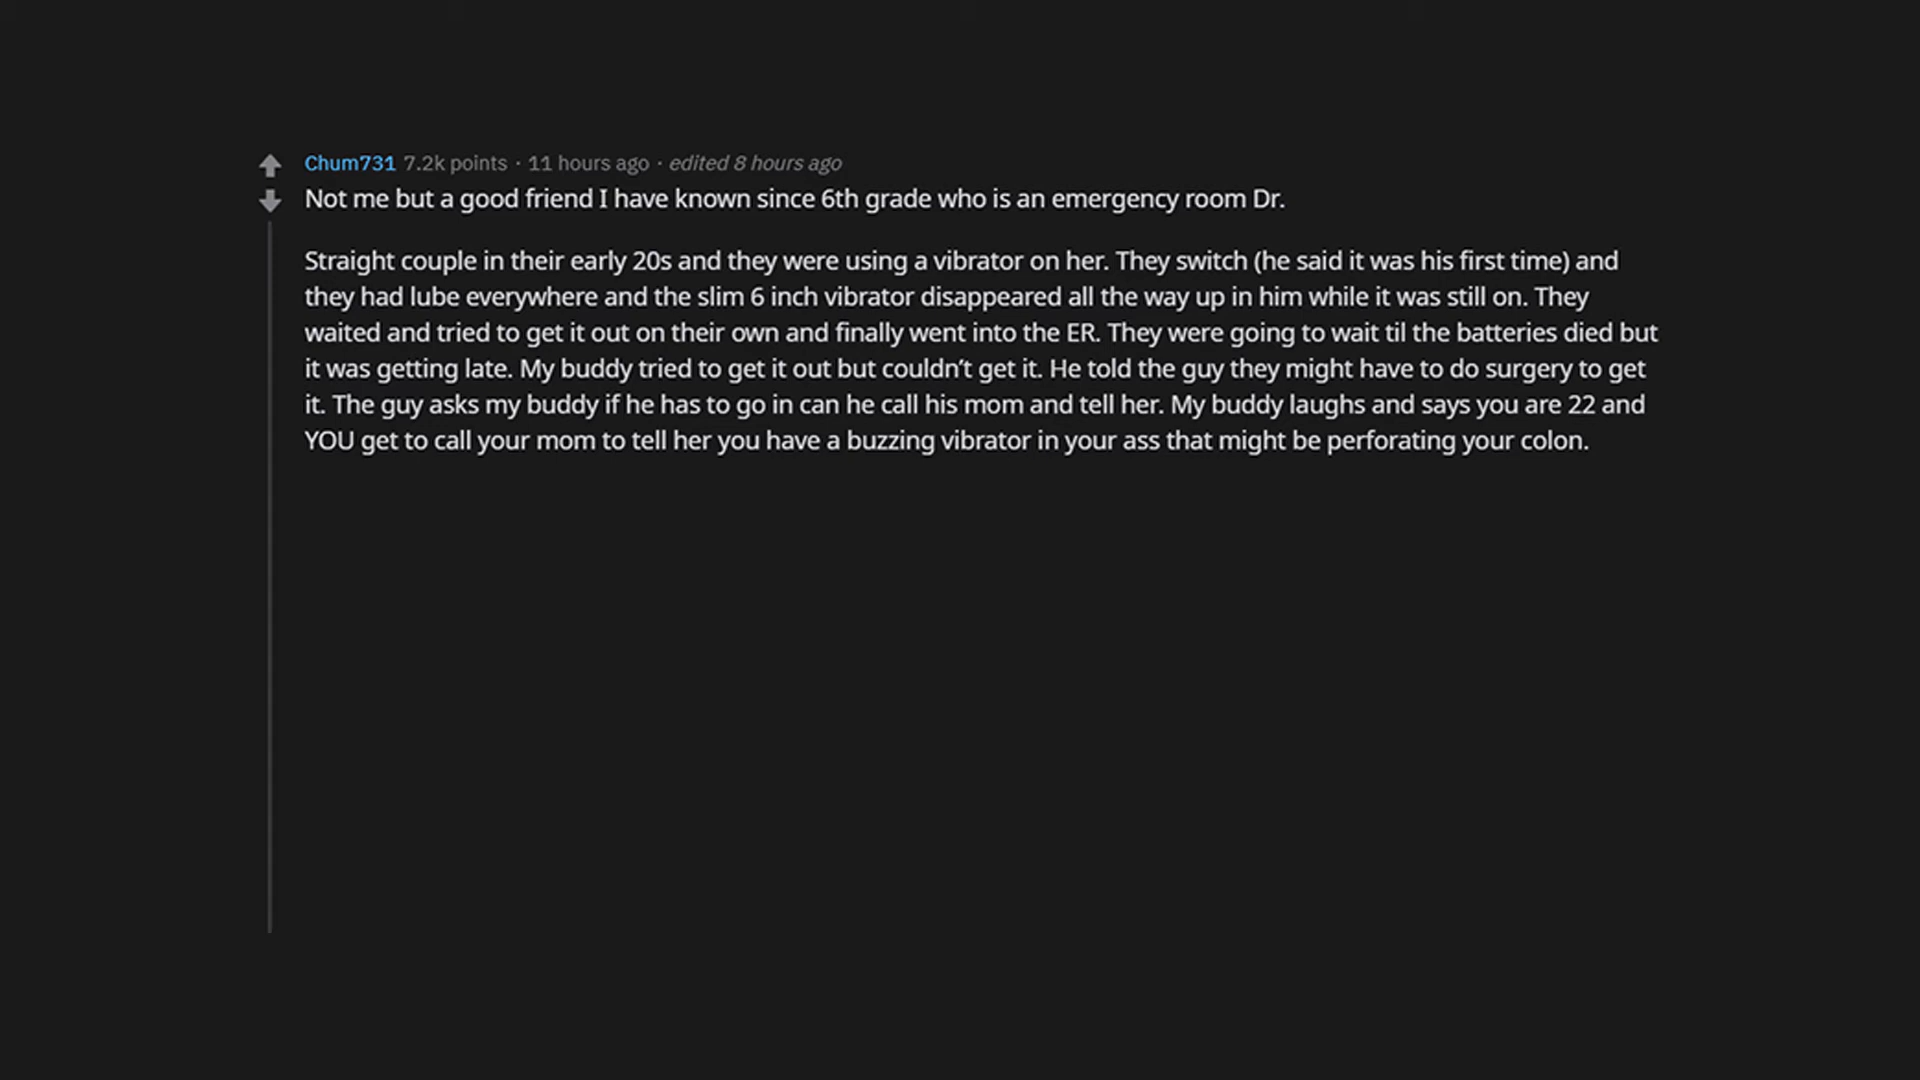 Chum731 7.2k points · 11 hours ago · edited 8 hours ago
Not me but a good friend I have known since 6th grade who is an emergency room Dr.
Straight couple in their early 20s and they were using a vibrator on her. They switch (he said it was his first time) and
they had lube everywhere and the slim 6 inch vibrator disappeared all the way up in him while it was still on. They
waited and tried to get it out on their own and finally went into the ER. They were going to wait til the batteries died but
it was getting late. My buddy tried to get it out but couldn’t get it. He told the guy they might have to do surgery to get
it. The guy asks my buddy if he has to go in can he call his mom and tell her. My buddy laughs and says you are 22 and
YOU get to call your mom to tell her you have a buzzing vibrator in your ass that might be perforating your colon.